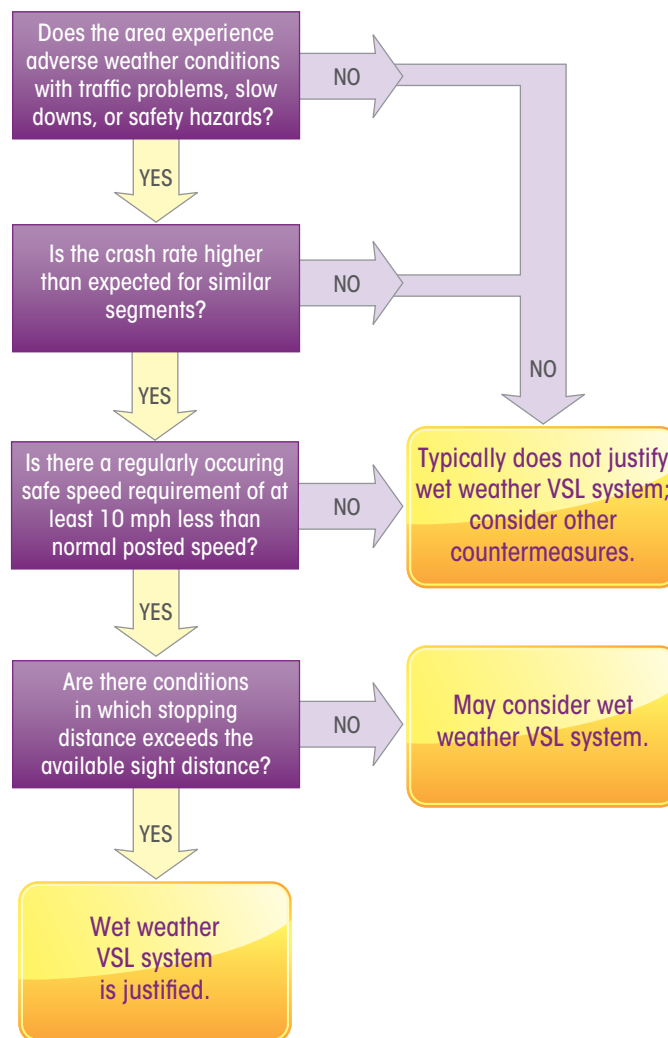 Does the area experience
adverse weather conditions
with traffic problems, slow
downs, or safety hazards?
NO
YES
Is the crash rate higher
than expected for similar
segments?
NO
NO
YES
Is there a regularly occuring
safe speed requirement of at
least 10 mph less than
normal posted speed?
NO
Typically does not justify
wet weather VSL system;
consider other
countermeasures.
YES
Are there conditions
in which stopping
distance exceeds the
available sight distance?
NO
May consider wet
weather VSL system.
YES
Wet weather
VSL system
is justified.